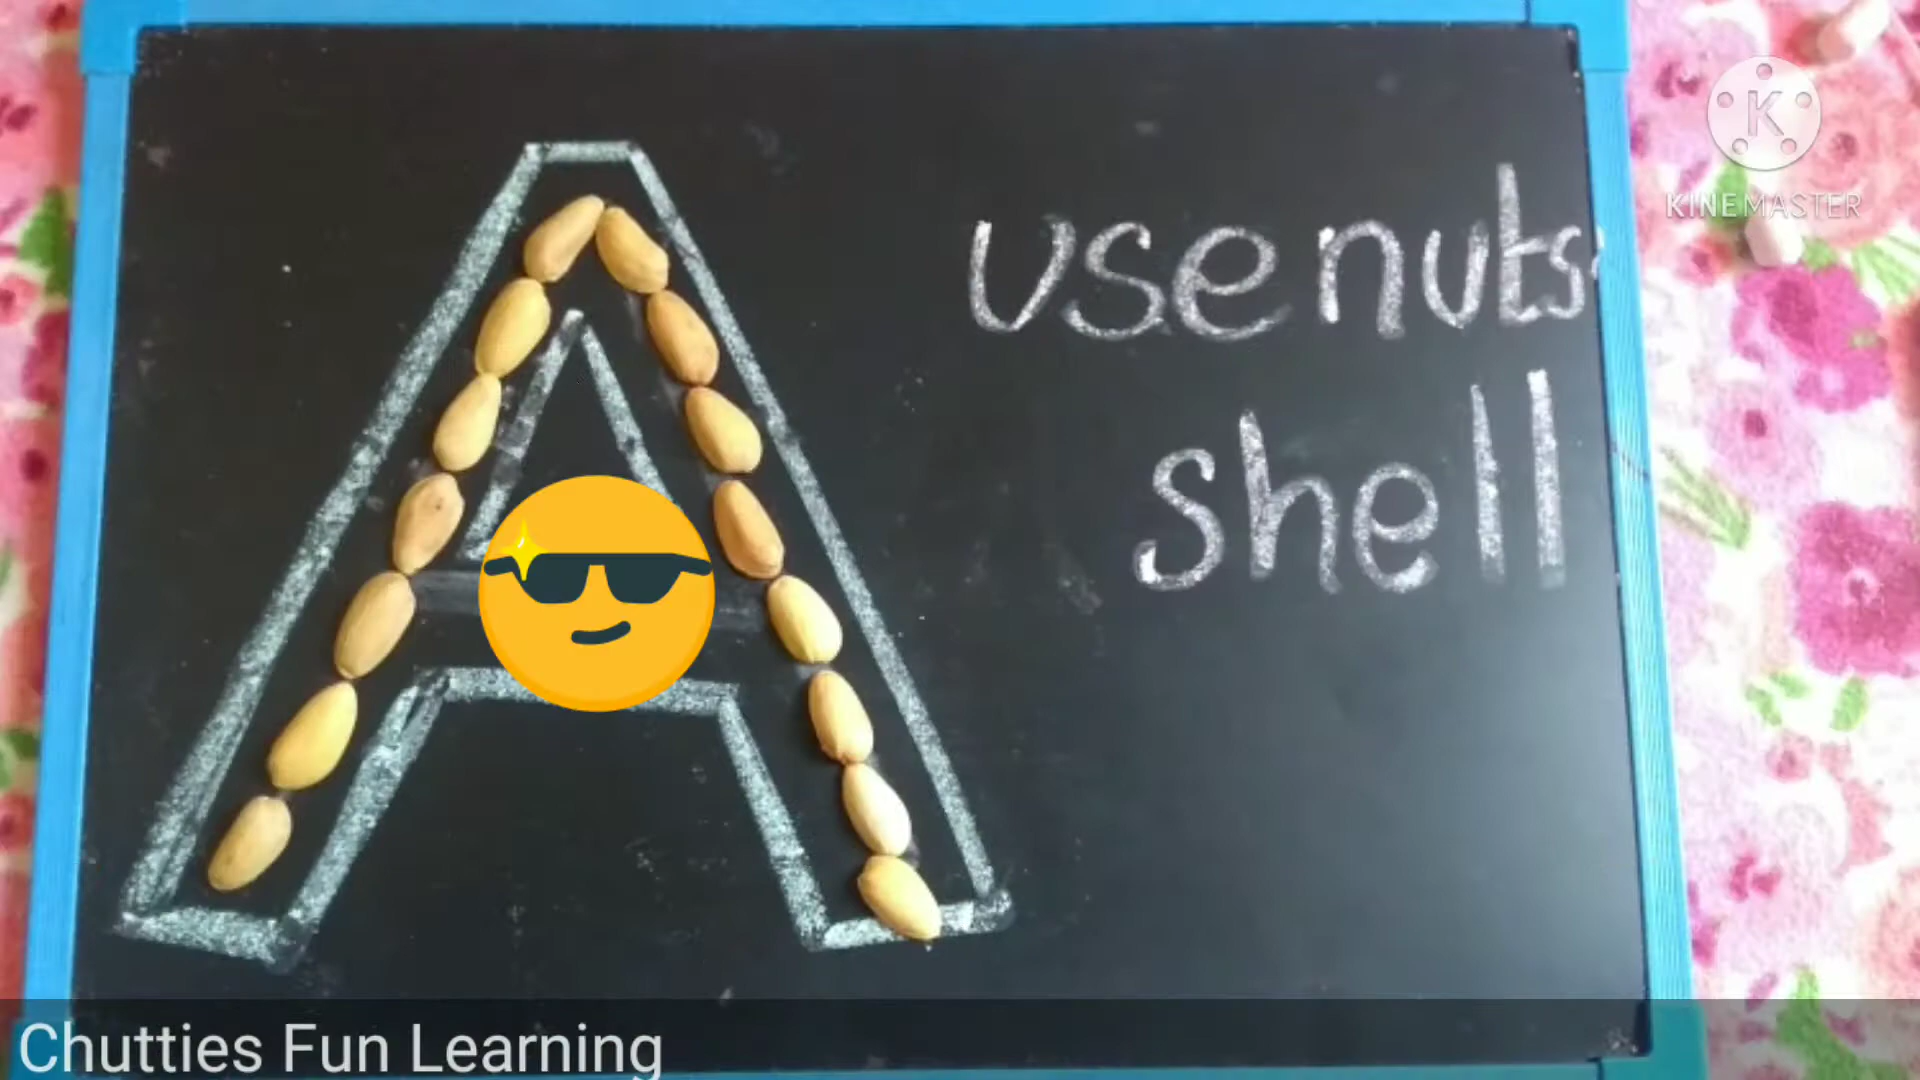 A
use nuts
shell
K
KINEMASTER
Chutties Fun Learning